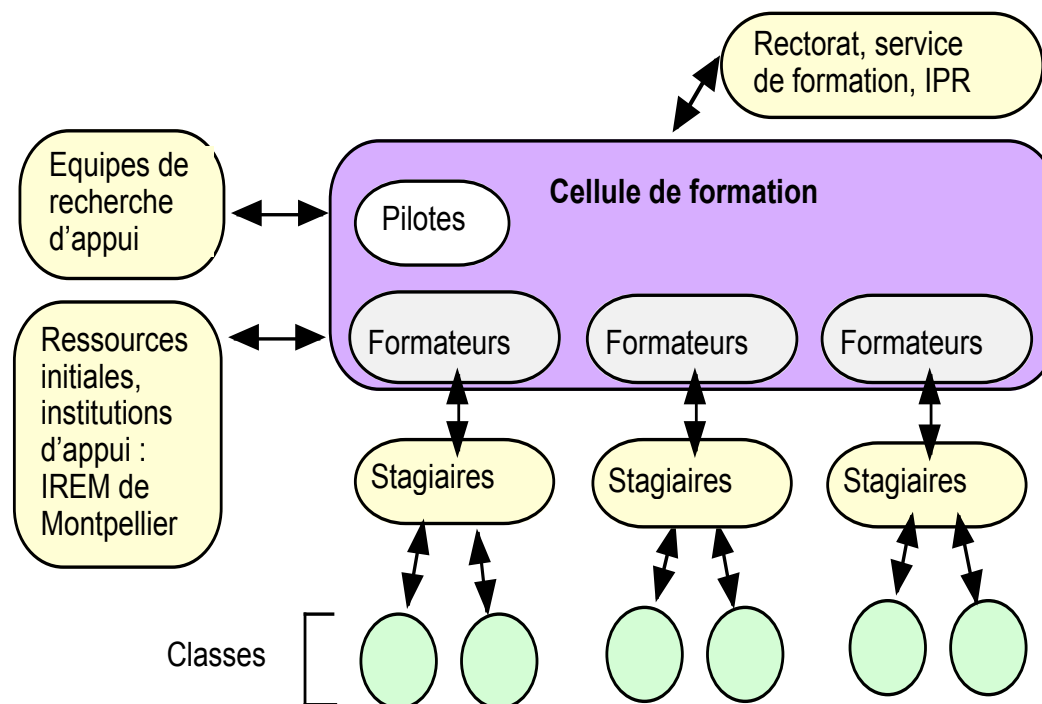 Rectorat, service
de formation, IPR
Equipes de
recherche
d’appui
Cellule de formation
Pilotes
Ressources
initiales,
institutions
d’appui :
IREM de
Montpellier
Formateurs
Formateurs
Formateurs
Stagiaires
Stagiaires
Stagiaires
Classes